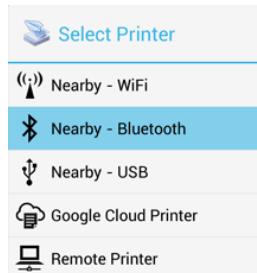 Select Printer
Nearby - WiFi
Nearby - Bluetooth
Nearby - USB
Google Cloud Printer
Remote Printer